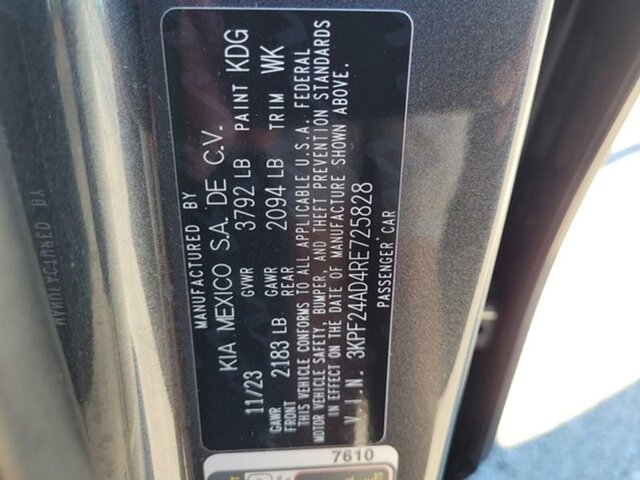 MANUFACTURED BY
KIA MEXICO S.A. DE C.V.
11/23 GVWR 3792 LB PAINT KDG
GAWR FRONT 2183 LB GAWR REAR 2094 LB TRIM WK
THIS VEHICLE CONFORMS TO ALL APPLICABLE U.S.A. FEDERAL
MOTOR VEHICLE SAFETY, BUMPER, AND THEFT PREVENTION STANDARDS
IN EFFECT ON THE DATE OF MANUFACTURE SHOWN ABOVE.
V.I.N: 3KPF24AD4RE725828
PASSENGER CAR
7610